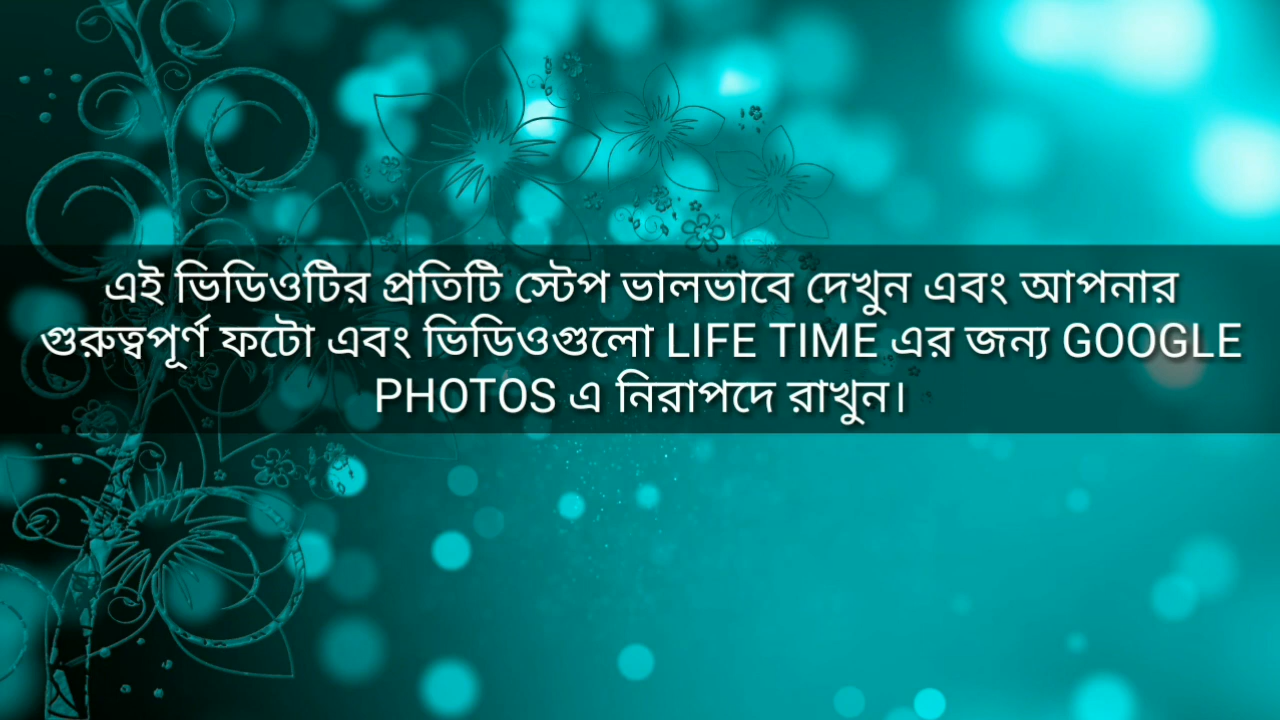 এই ভিডিওটির প্রতিটি স্টেপ ভালভাবে দেখুন এবং আপনার
গুরুত্বপূর্ণ ফটো এবং ভিডিওগুলো LIFE TIME এর জন্য GOOGLE
PHOTOS এ নিরাপদে রাখুন।